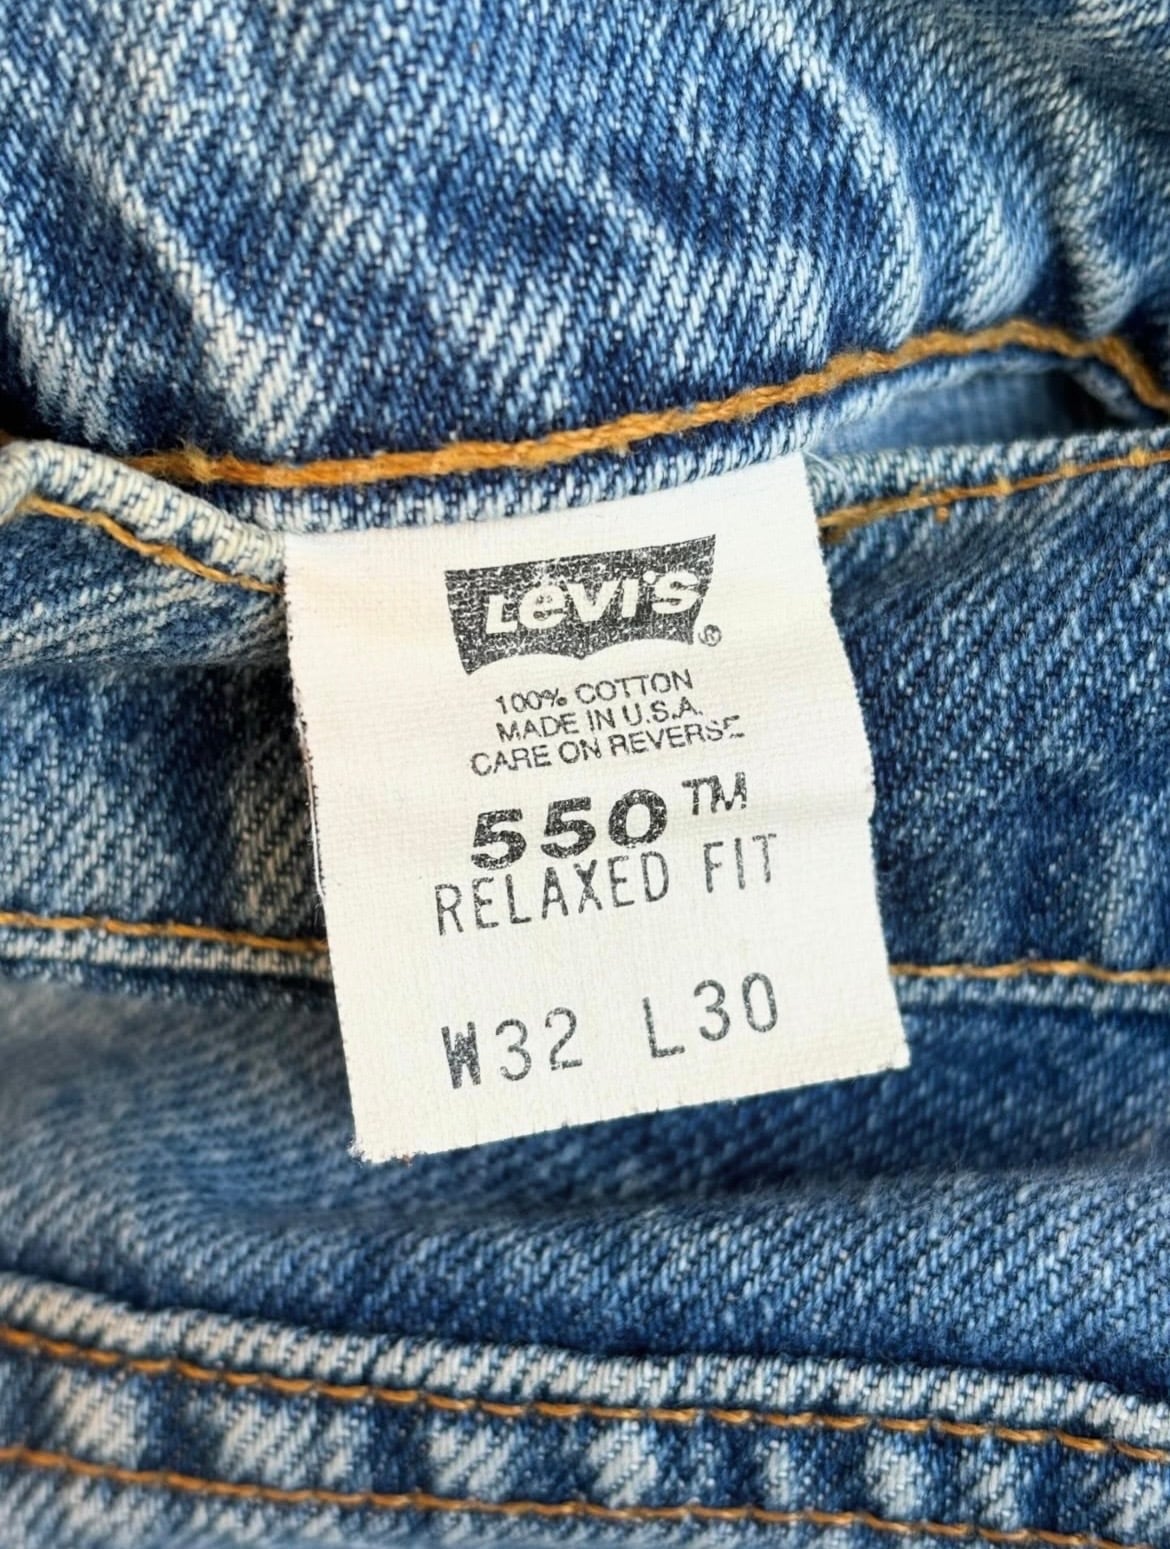 Levi's®
100% COTTON
MADE IN U.S.A.
CARE ON REVERSE
550™
RELAXED FIT
W32 L30